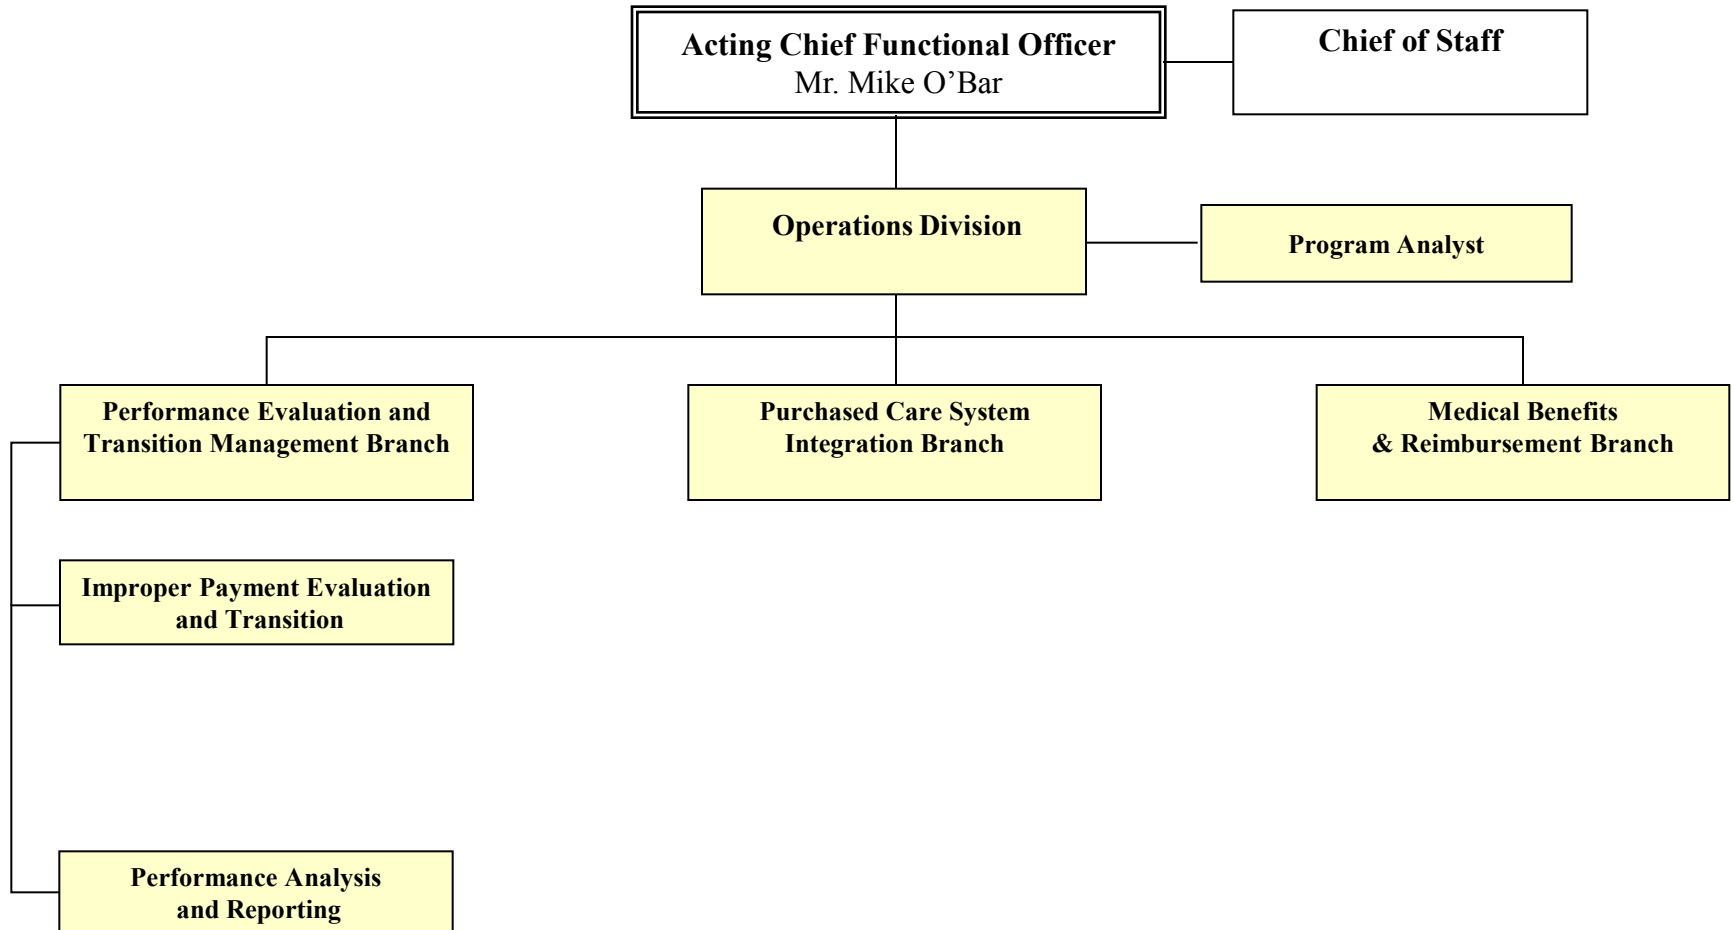 Acting Chief Functional Officer
Mr. Mike O’Bar
Chief of Staff
Operations Division
Program Analyst
Performance Evaluation and
Transition Management Branch
Purchased Care System
Integration Branch
Medical Benefits
& Reimbursement Branch
Improper Payment Evaluation
and Transition
Performance Analysis
and Reporting